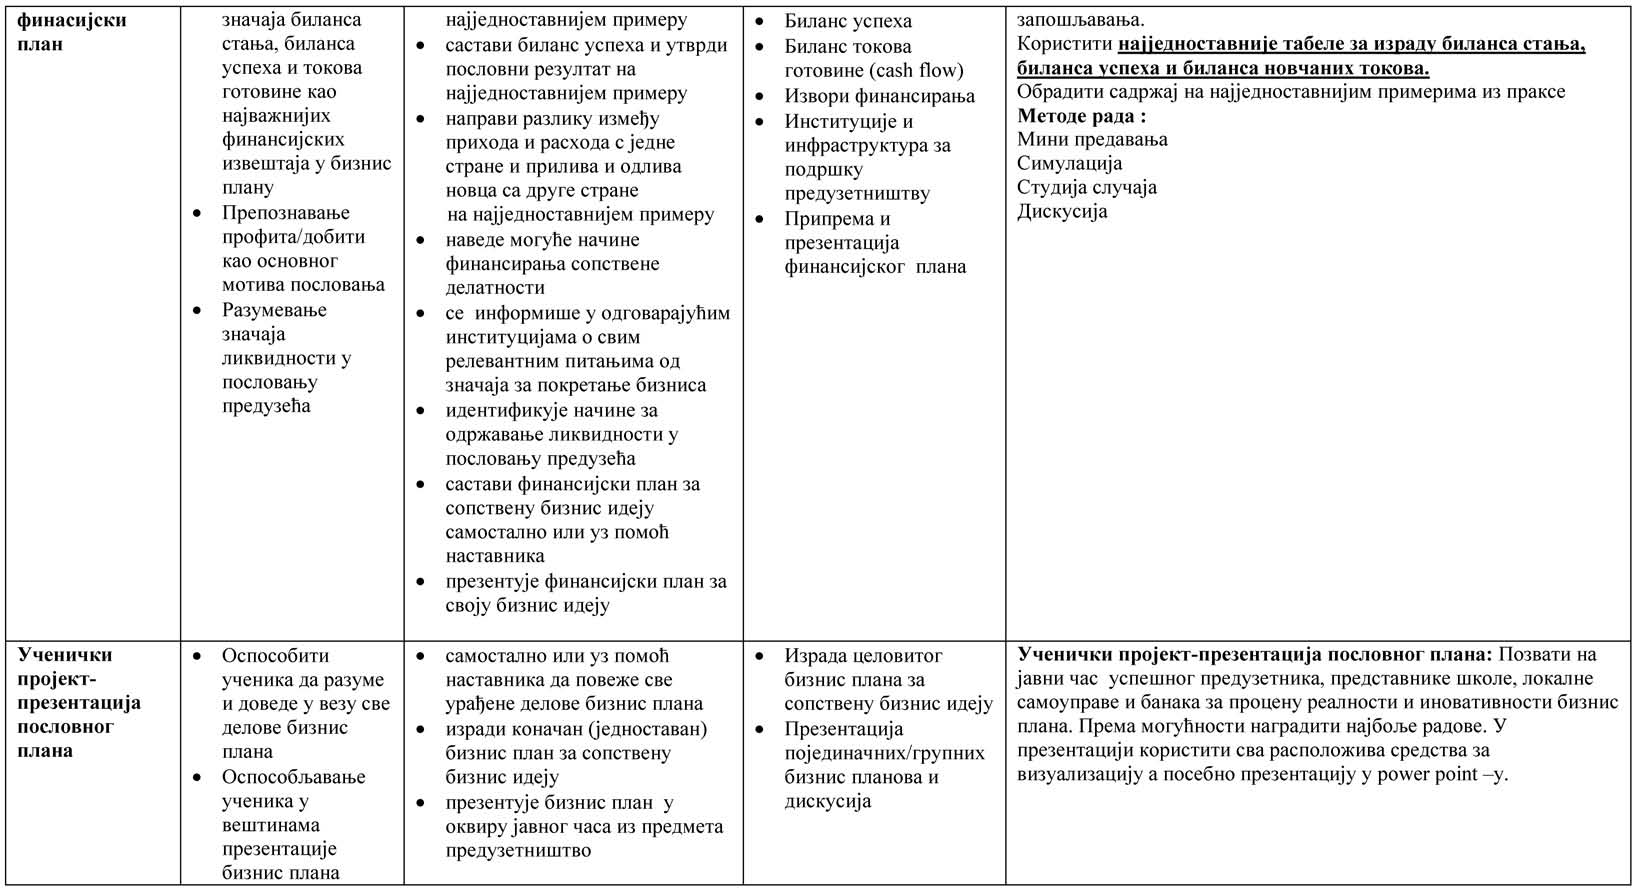 финасијски
план
значаја биланса
стања, биланса
успеха и токова
готовине као
најважнијих
финансијских
извештаја у бизнис
плану
• Препознавање
профита/добити
као основног
мотива пословања
• Разумевање
значаја
ликвидности у
пословању
предузећа
најједноставнијем примеру
• састави биланс успеха и утврди
пословни резултат на
најједноставнијем примеру
• направи разлику између
прихода и расхода с једне
стране и прилива и одлива
новца са друге стране
на најједноставнијем примеру
• наведе могуће начине
финансирања сопствене
делатности
• се информише у одговарајућим
институцијама о свим
релевантним питањима од
значаја за покретање бизниса
• идентификује начине за
одржавање ликвидности у
пословању предузећа
• састави финансијски план за
сопствену бизнис идеју
самостално или уз помоћ
наставника
• презентује финансијски план за
своју бизнис идеју
• Биланс успеха
• Биланс токова
готовине (cash flow)
• Извори финансирања
• Институције и
инфраструктура за
подршку
предузетништву
• Припрема и
презентација
финансијског плана
запошљавања.
Користити најједноставније табеле за израду биланса стања,
биланса успеха и биланса новчаних токова.
Обрадити садржај на најједноставнијим примерима из праксе
Методе рада :
Мини предавања
Симулација
Студија случаја
Дискусија
Ученички
пројект-
презентација
пословног
плана
• Оспособити
ученика да разуме
и доведе у везу све
делове бизнис
плана
• Оспособљавање
ученика у
вештинама
презентације
бизнис плана
• самостално или уз помоћ
наставника да повеже све
урађене делове бизнис плана
• изради коначан (једноставан)
бизнис план за сопствену
бизнис идеју
• презентује бизнис план у
оквиру јавног часа из предмета
предузетништво
• Израда целовитог
бизнис плана за
сопствену бизнис идеју
• Презентација
појединачних/групних
бизнис планова и
дискусија
Ученички пројект-презентација пословног плана: Позвати на
јавни час успешног предузетника, представнике школе, локалне
самоуправе и банака за процену реалности и иновативности бизнис
плана. Према могућности наградити најбоље радове. У
презентацији користити сва расположива средства за
визуализацију а посебно презентацију у power point –у.